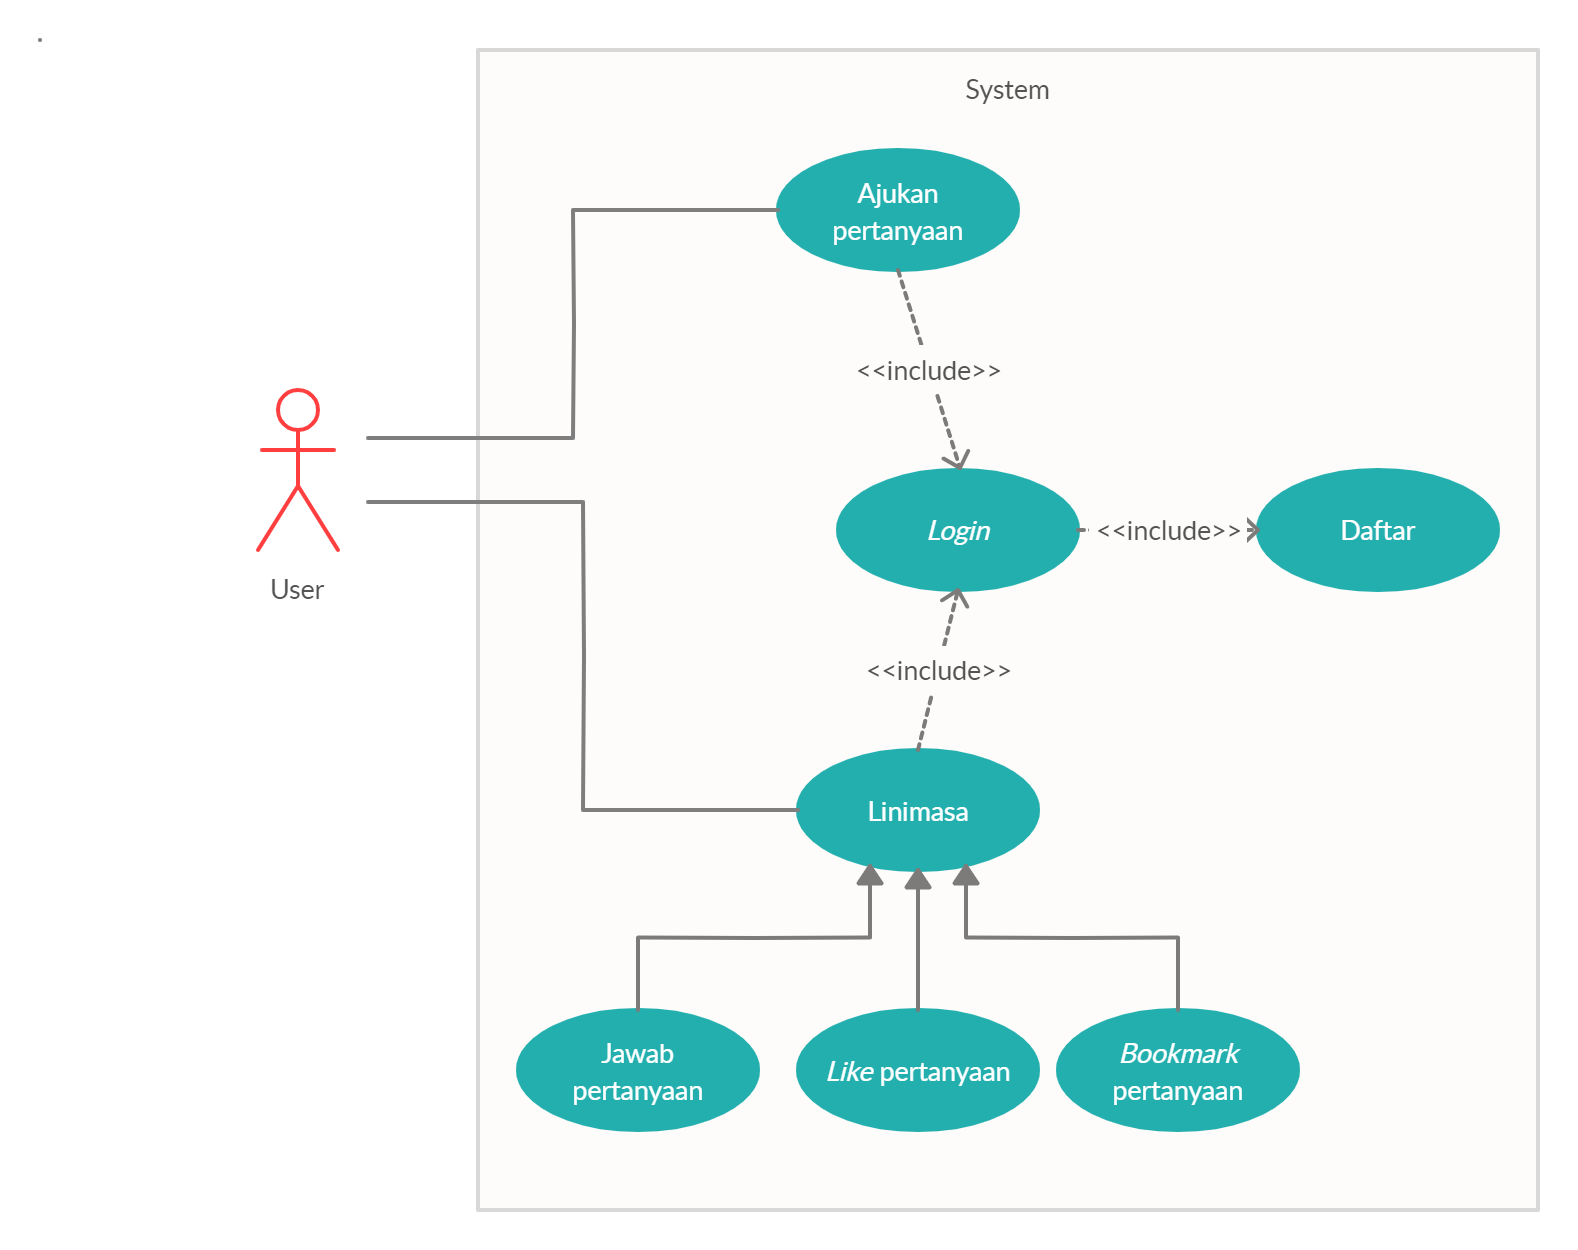 System
Ajukan
pertanyaan
<<include>>
Login
<<include>>
Daftar
User
<<include>>
Linimasa
Jawab
pertanyaan
Like pertanyaan
Bookmark
pertanyaan